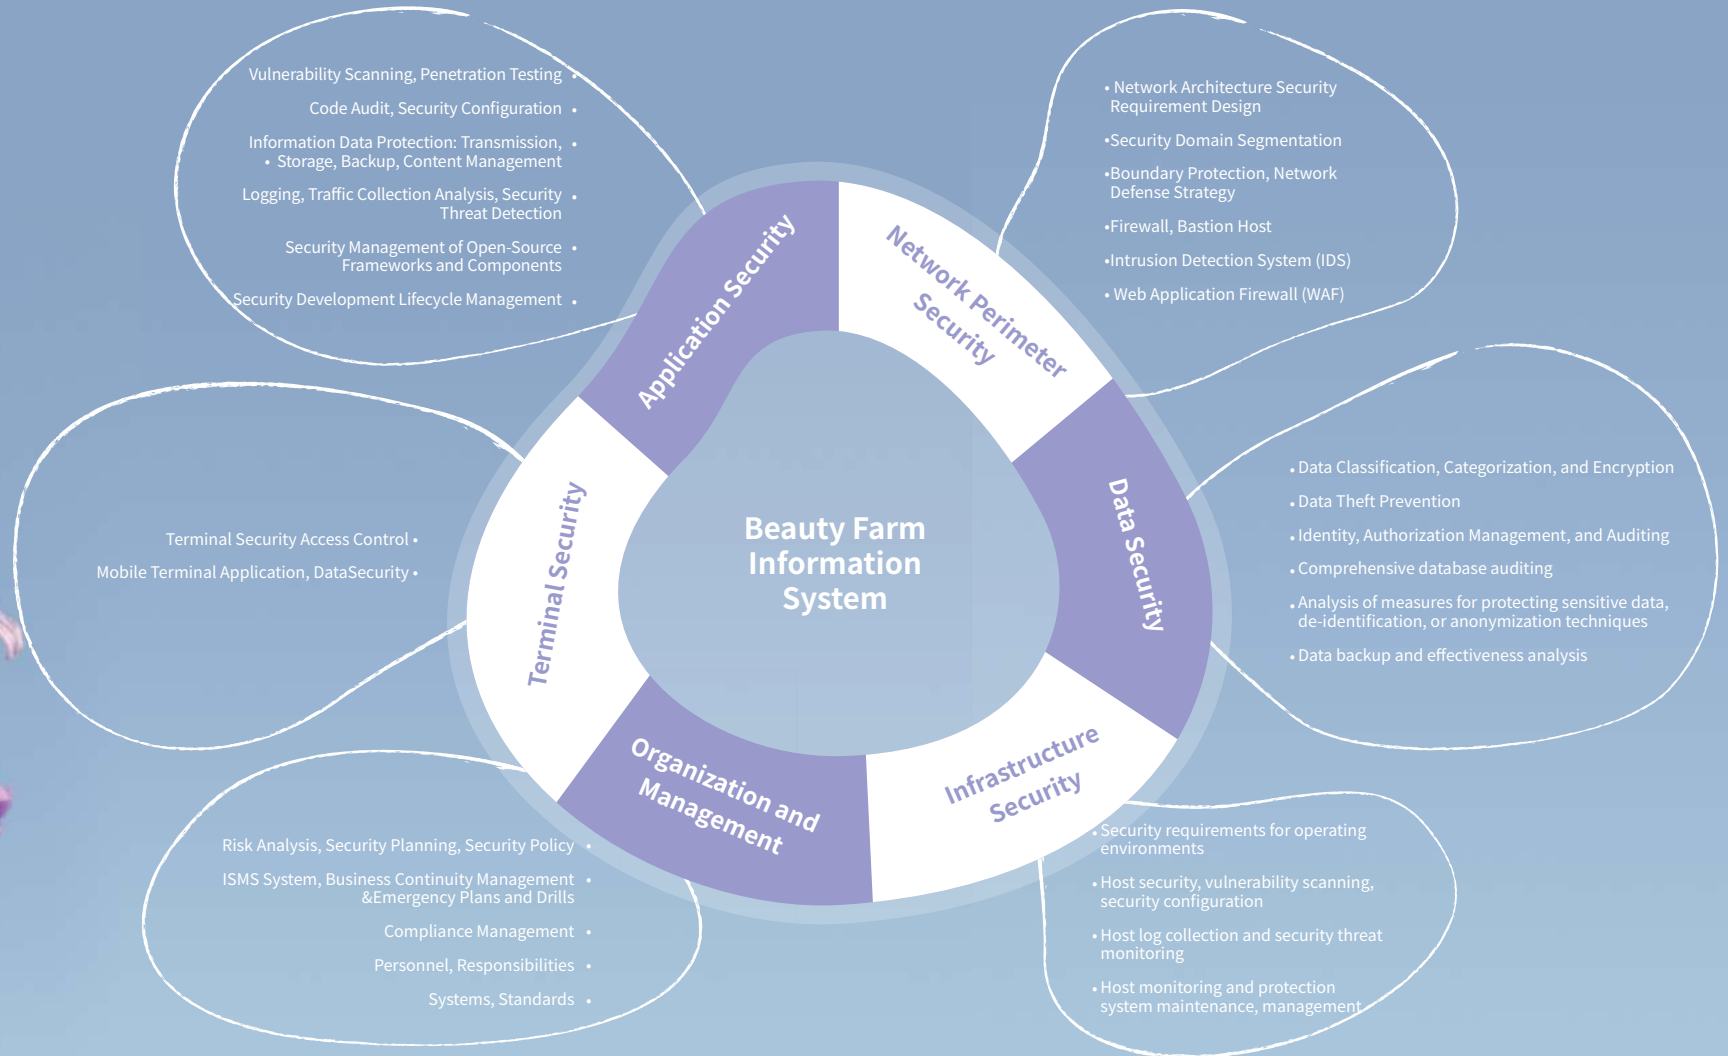 Vulnerability Scanning, Penetration Testing •
Code Audit, Security Configuration •
Information Data Protection: Transmission, •
• Storage, Backup, Content Management
Logging, Traffic Collection Analysis, Security •
Threat Detection
Security Management of Open-Source •
Frameworks and Components
Security Development Lifecycle Management •
Application Security
• Network Architecture Security
Requirement Design
•Security Domain Segmentation
•Boundary Protection, Network
Defense Strategy
•Firewall, Bastion Host
•Intrusion Detection System (IDS)
• Web Application Firewall (WAF)
Network Perimeter
Security
Terminal Security Access Control •
Mobile Terminal Application, DataSecurity •
Terminal Security
Beauty Farm
Information
System
Data Security
• Data Classification, Categorization, and Encryption
• Data Theft Prevention
• Identity, Authorization Management, and Auditing
• Comprehensive database auditing
• Analysis of measures for protecting sensitive data,
de-identification, or anonymization techniques
• Data backup and effectiveness analysis
Risk Analysis, Security Planning, Security Policy •
ISMS System, Business Continuity Management •
&Emergency Plans and Drills
Compliance Management •
Personnel, Responsibilities •
Systems, Standards •
Organization and
Management
Infrastructure
Security
• Security requirements for operating
environments
• Host security, vulnerability scanning,
security configuration
• Host log collection and security threat
monitoring
• Host monitoring and protection
system maintenance, management